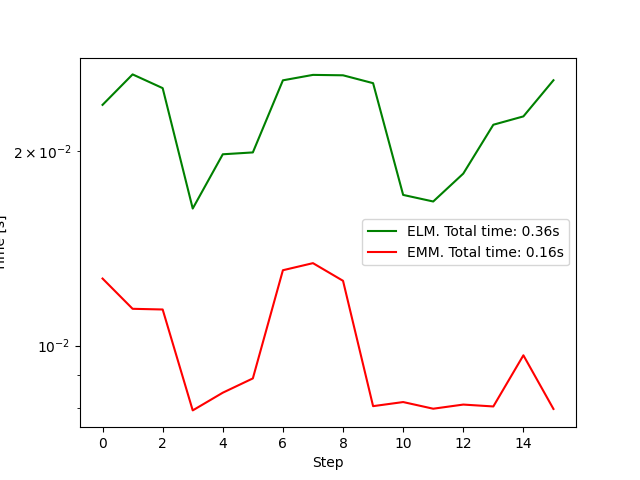 2 × 10⁻²
10⁻²
Time [s]
ELM. Total time: 0.36s
EMM. Total time: 0.16s
0 2 4 6 8 10 12 14
Step